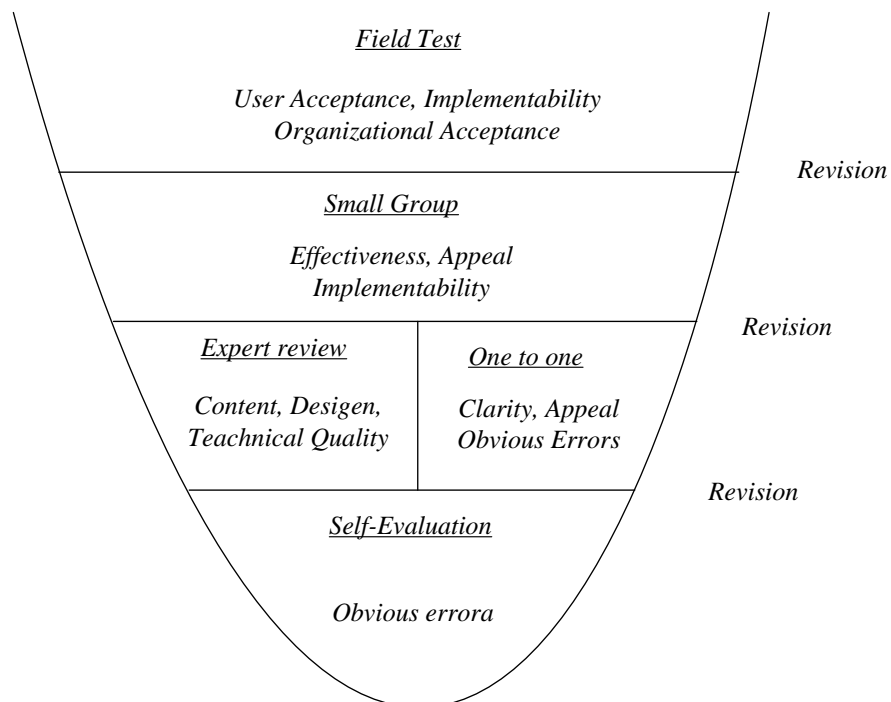 Field Test
User Acceptance, Implementability
Organizational Acceptance
Revision
Small Group
Effectiveness, Appeal
Implementability
Revision
Expert review
Content, Desigen,
Teachnical Quality
One to one
Clarity, Appeal
Obvious Errors
Revision
Self-Evaluation
Obvious errora